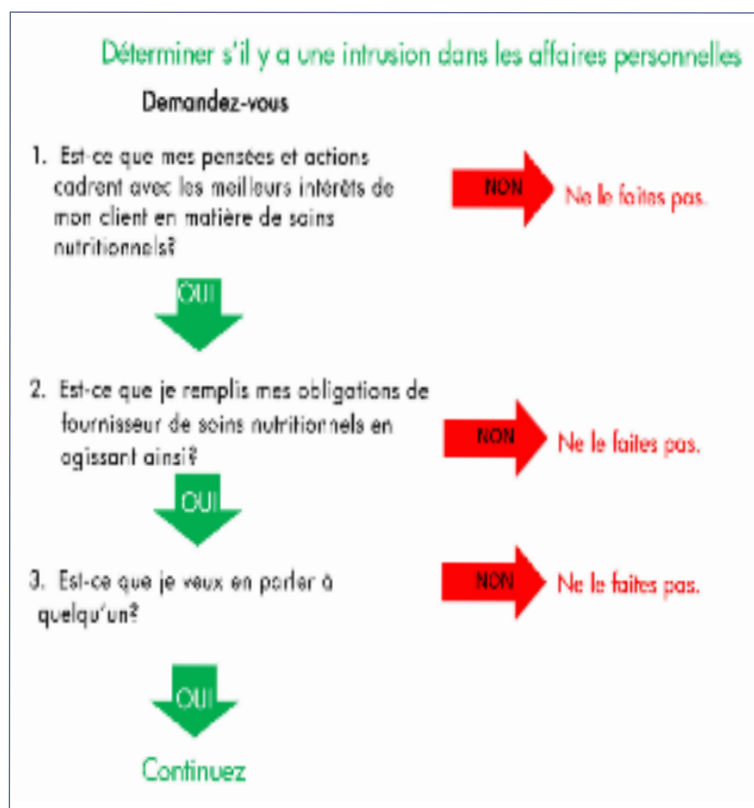 Déterminer s'il y a une intrusion dans les affaires personnelles
Demandez-vous
1. Est-ce que mes pensées et actions
cadrent avec les meilleurs intérêts de
mon client en matière de soins
nutritionnels?
NON
Ne le faites pas.
OUI
2. Est-ce que je remplis mes obligations de
fournisseur de soins nutritionnels en
agissant ainsi?
NON
Ne le faites pas.
OUI
3. Est-ce que je veux en parler à
quelqu'un?
NON
Ne le faites pas.
OUI
Continuez